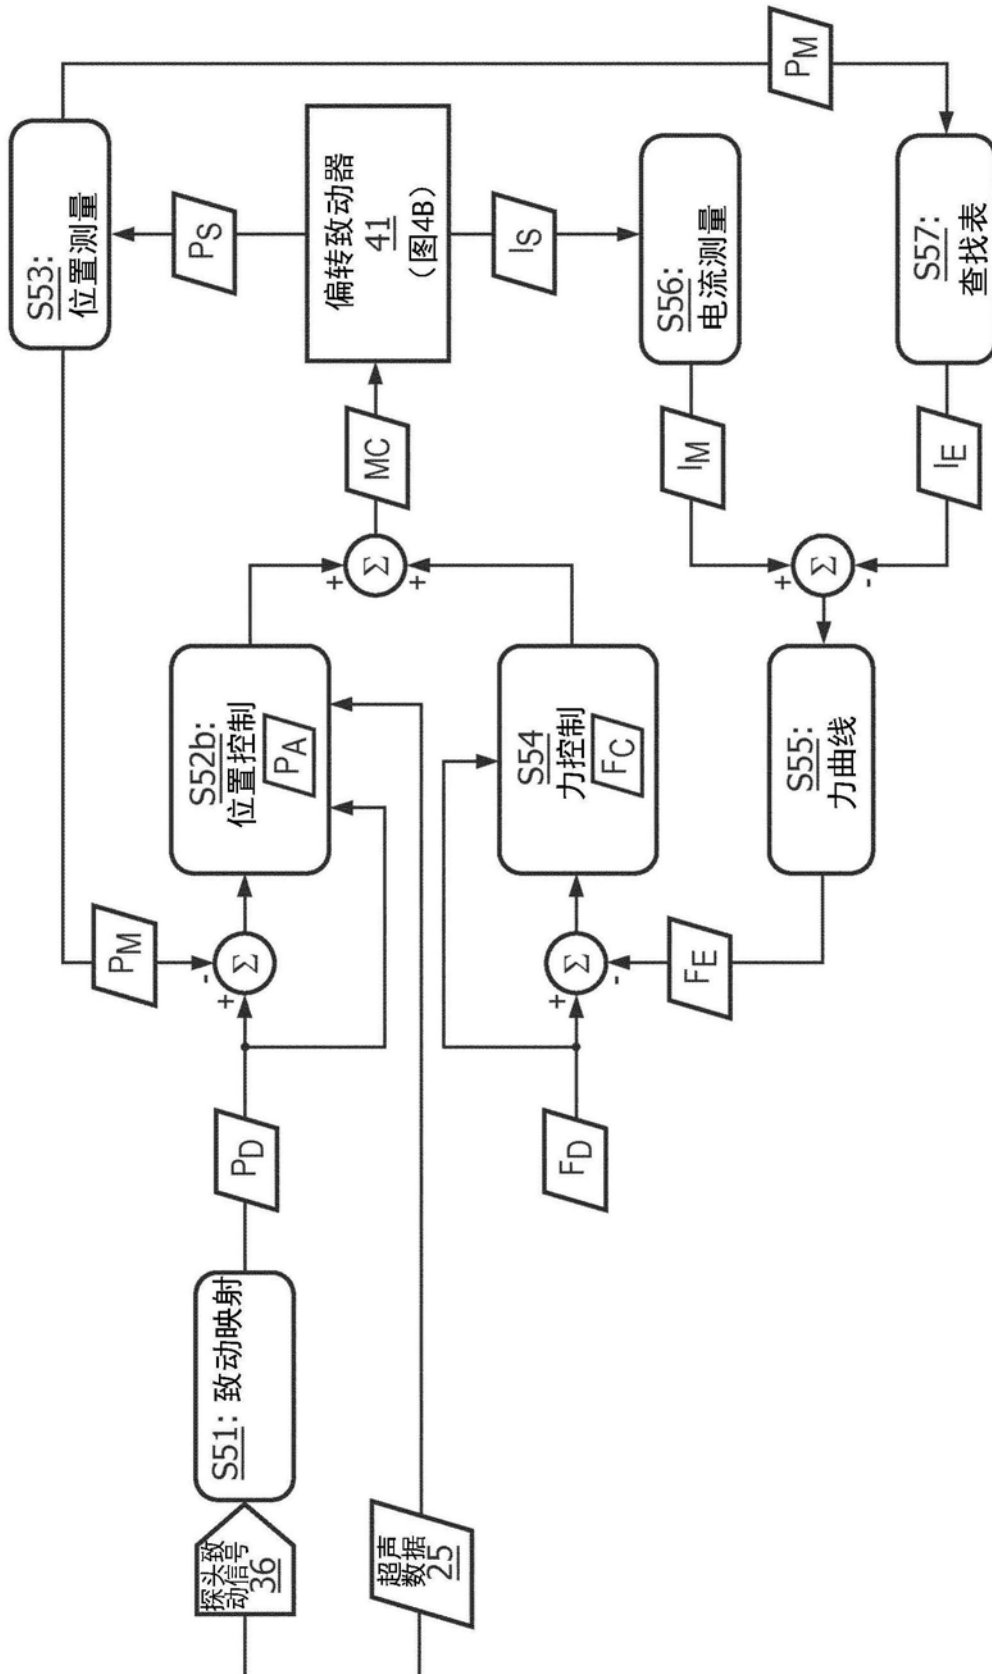 探头致
动信号
36
超声
数据
25
S51: 致动映射
PD
FD
PM
+
-
Σ
+
-
Σ
FE
S52b:
位置控制
PA
S54
力控制
FC
S55:
力曲线
+
+
Σ
+
-
Σ
MC
IM
IE
S53:
位置测量
PS
偏转致动器
41
(图4B)
IS
S56:
电流测量
S57:
查找表
PM